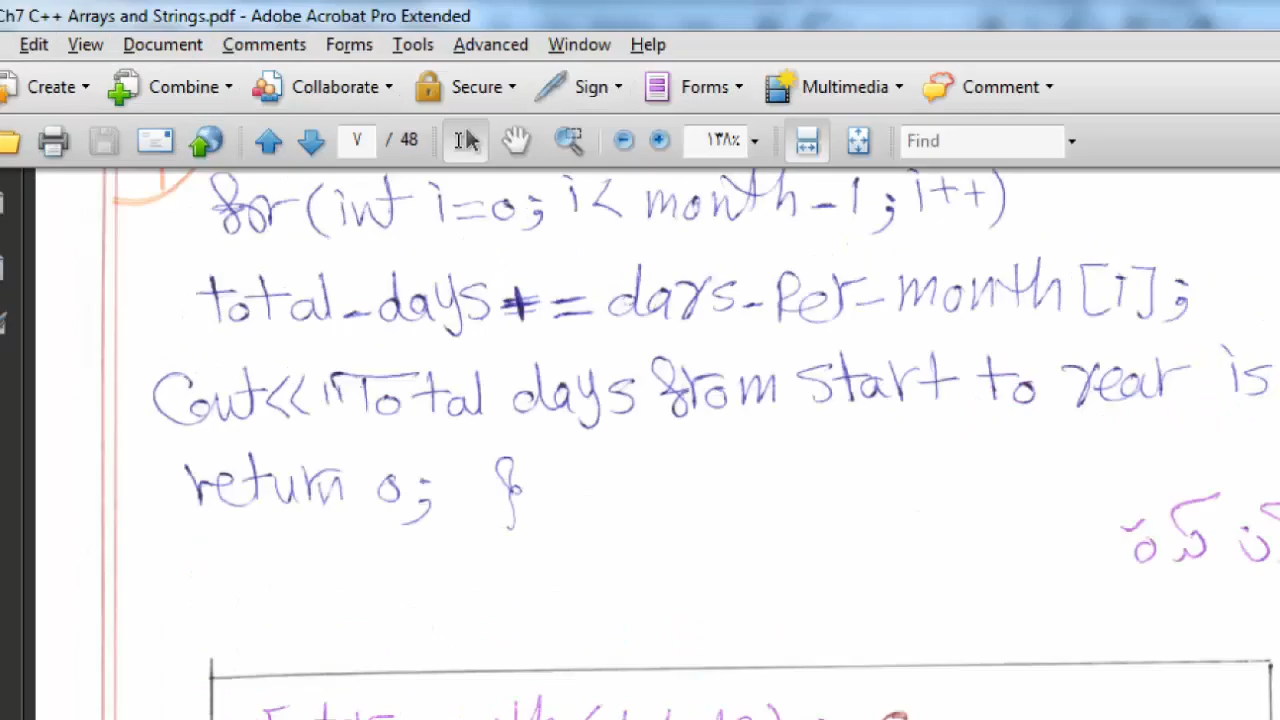 Ch7 C++ Arrays and Strings.pdf - Adobe Acrobat Pro Extended
Edit View Document Comments Forms Tools Advanced Window Help
Create Combine Collaborate Secure Sign Forms Multimedia Comment
٧ / 48 ١٣٨% Find
for(int i=0; i< month-1; i++)
total_days += days_Per_month[i];
Cout<<"Total days from start to year is
return 0; }